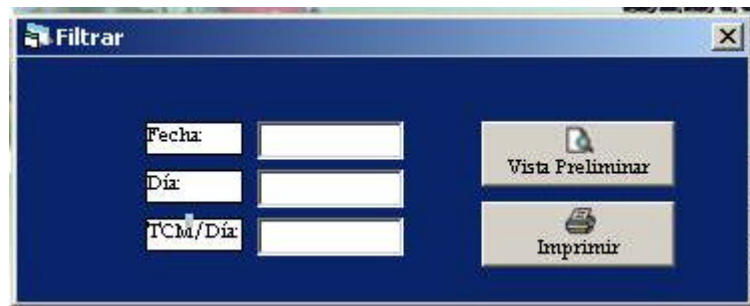 Filtrar
Fecha:
Día:
TCM/Día:
Vista Preliminar
Imprimir